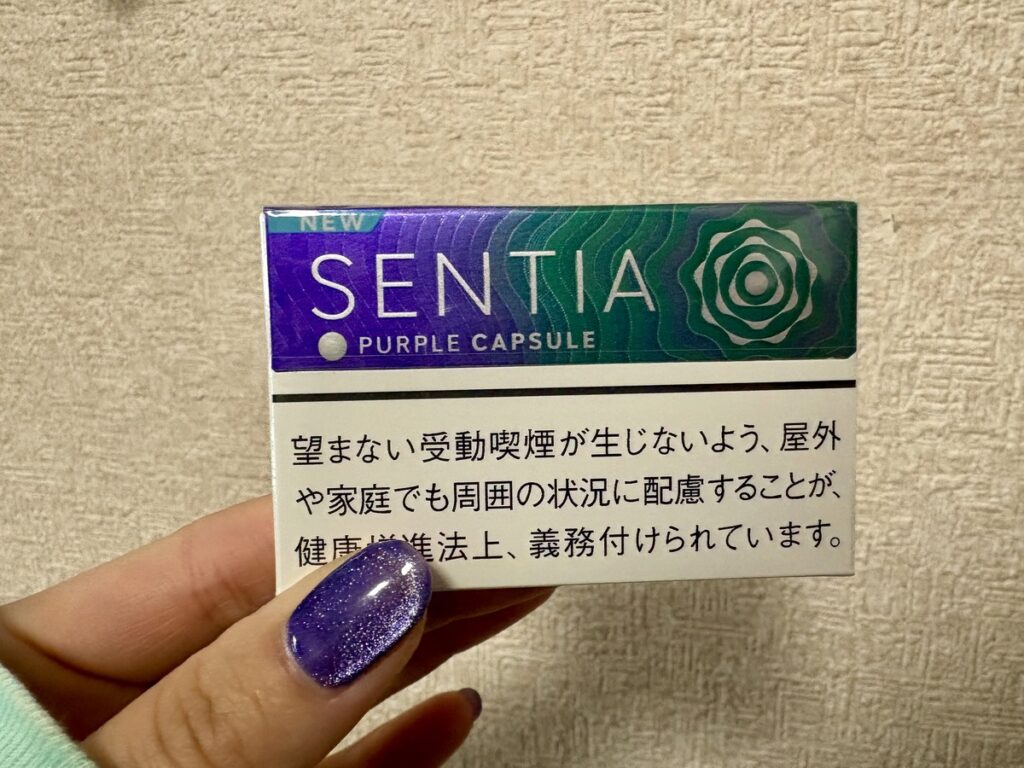 NEW
SENTIA
PURPLE CAPSULE
望まない受動喫煙が生じないよう、屋外
や家庭でも周囲の状況に配慮することが、
健康増進法上、義務付けられています。